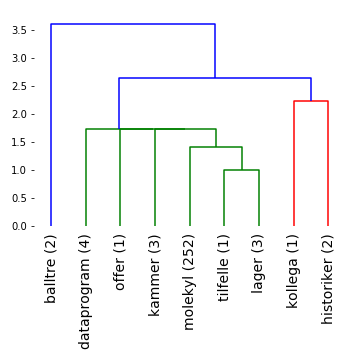 3.5
3.0
2.5
2.0
1.5
1.0
0.5
0.0
balltre (2)
dataprogram (4)
offer (1)
kammer (3)
molekyl (252)
tilfelle (1)
lager (3)
kollega (1)
historiker (2)